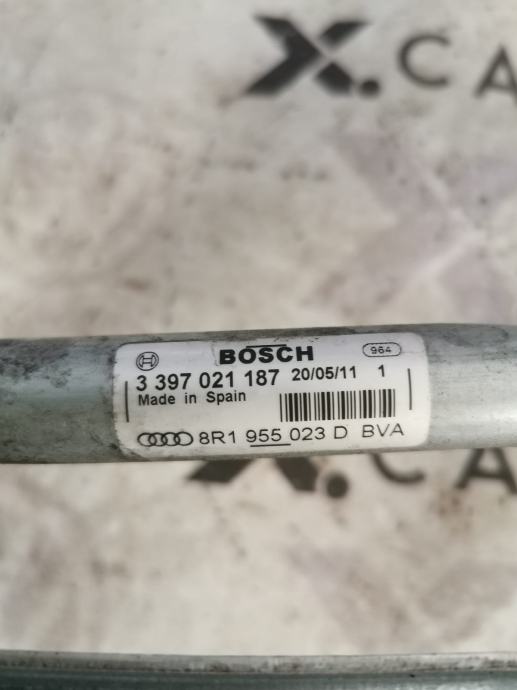 X.CA
BOSCH 964
3 397 021 187 20/05/11 1
Made in Spain
8R1 955 023 D BVA
X.CA